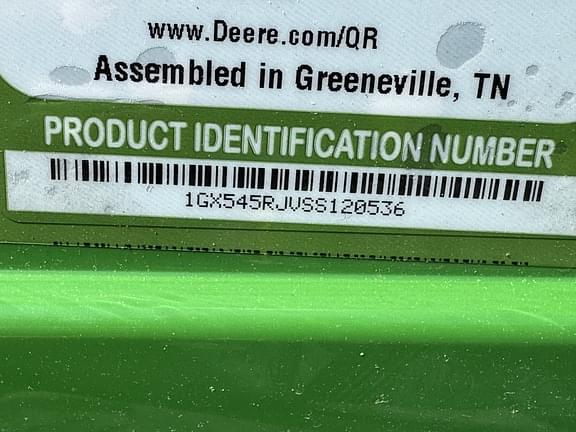 www.Deere.com/QR
Assembled in Greeneville, TN
PRODUCT IDENTIFICATION NUMBER
1GX545RJVSS120536